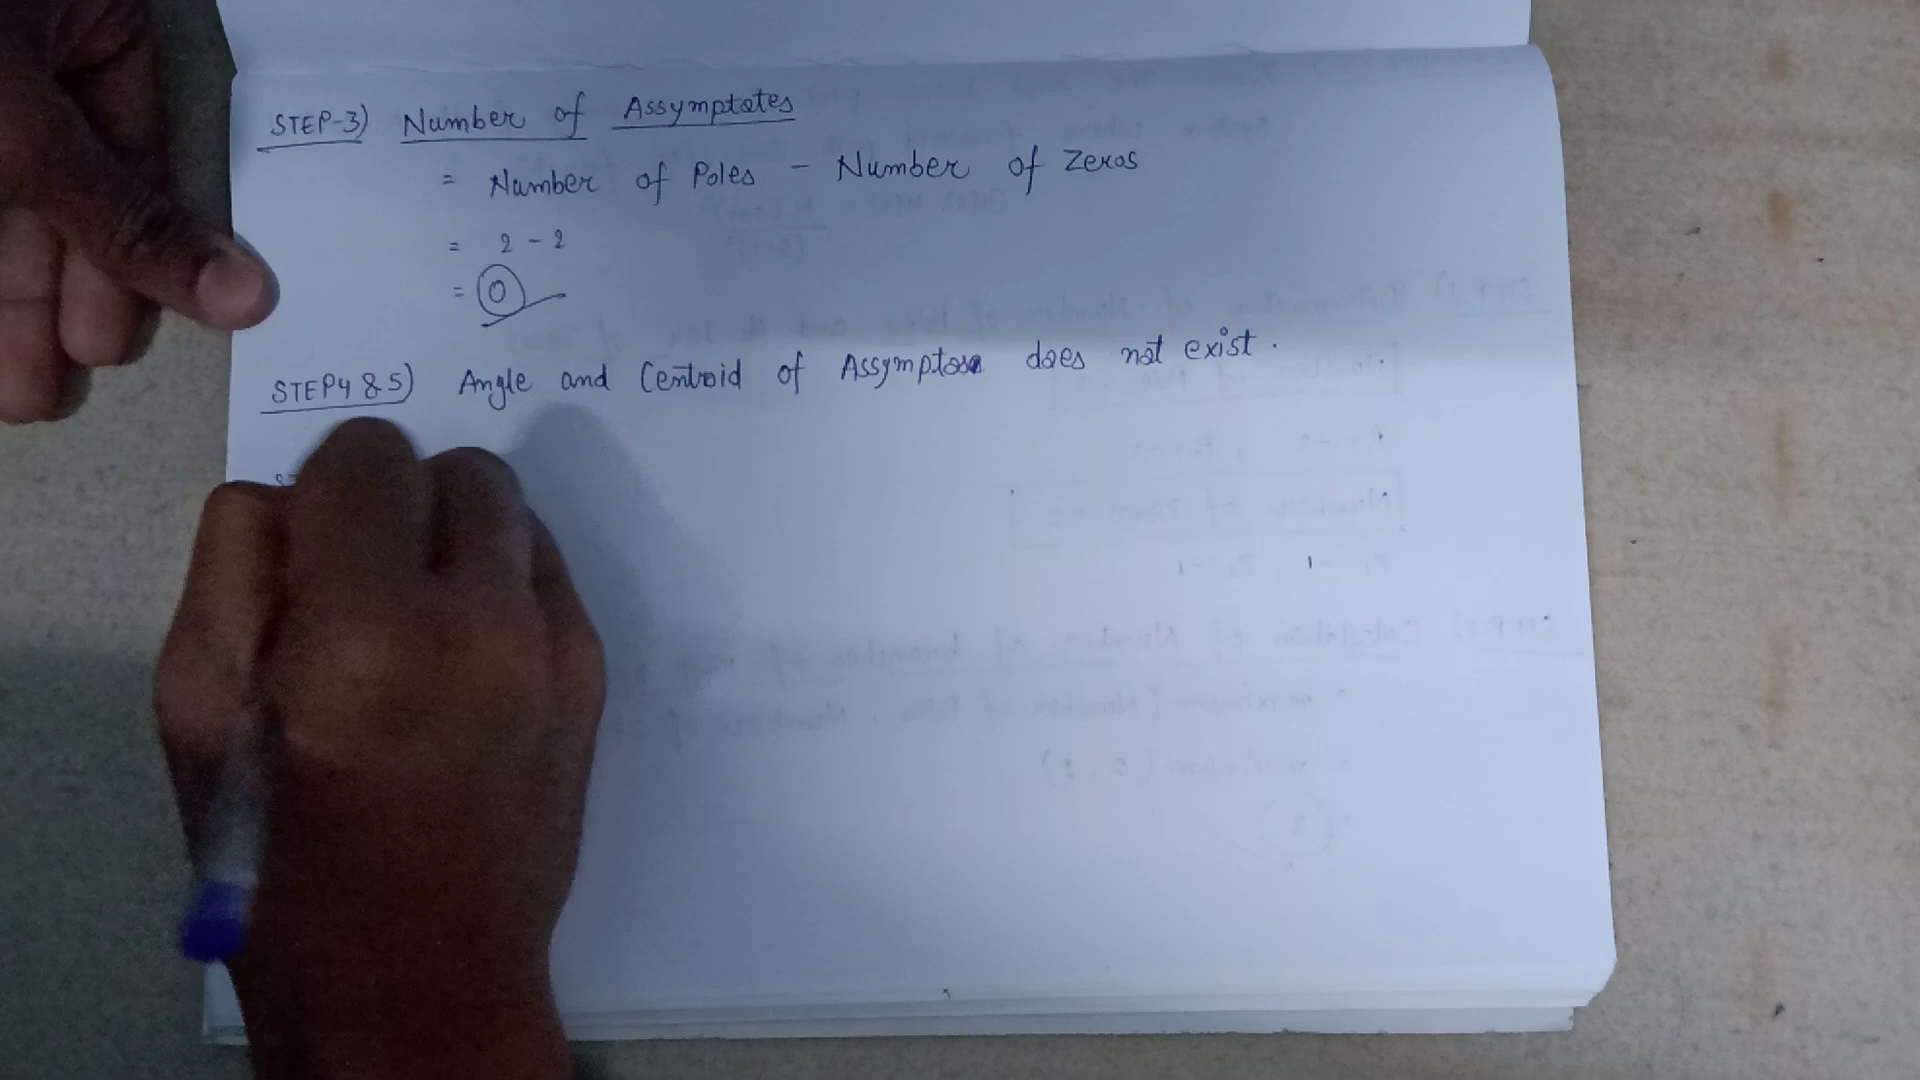 STEP-3) Number of Assymptotes
= Number of Poles - Number of Zeros
= 2 - 2
= 0
STEP4 & 5) Angle and Centroid of does not exist.